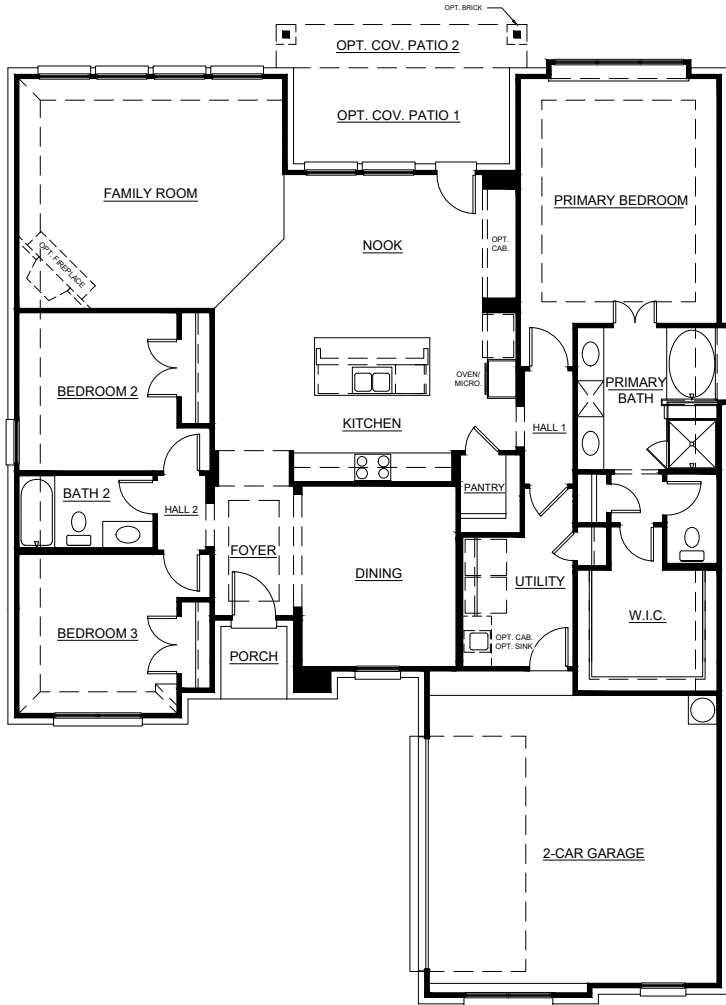 OPT. BRICK
OPT. COV. PATIO 2
OPT. COV. PATIO 1
FAMILY ROOM
PRIMARY BEDROOM
NOOK
OPT.
CAB.
OPT. FIREPLACE
OVEN/
MICRO.
BEDROOM 2
PRIMARY
BATH
KITCHEN
HALL 1
PANTRY
BATH 2
HALL 2
FOYER
DINING
UTILITY
W.I.C.
BEDROOM 3
OPT. CAB.
OPT. SINK
PORCH
2-CAR GARAGE